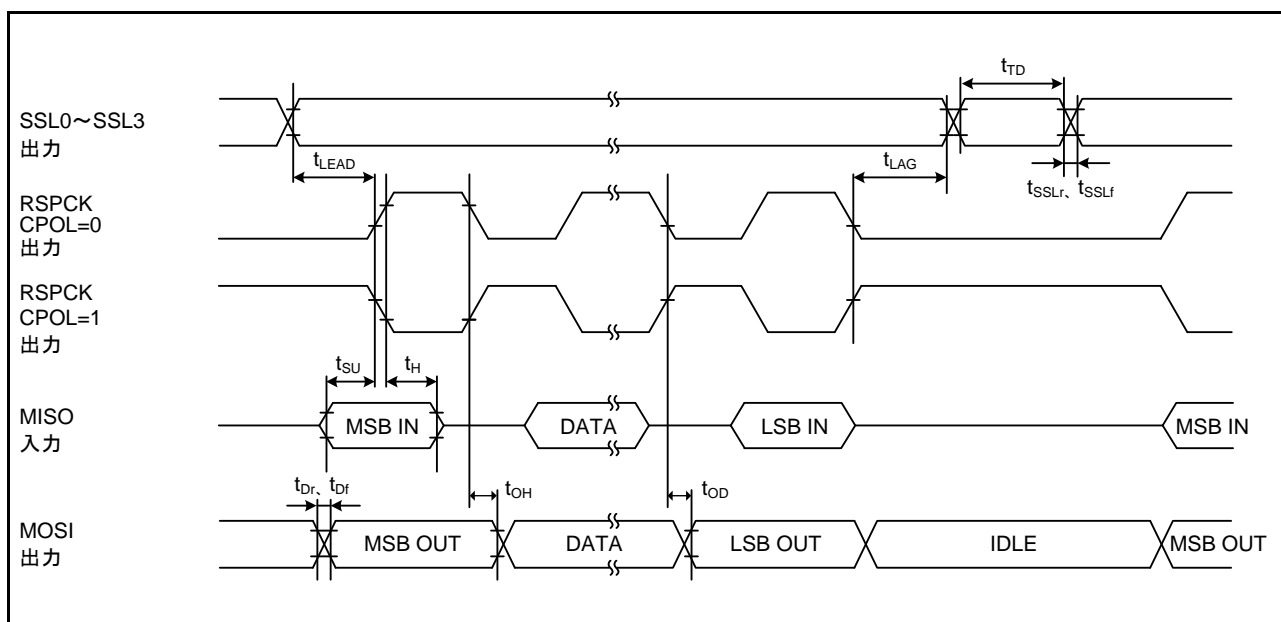 t_TD
SSL0～SSL3
出力
t_LEAD
t_LAG
t_SSLr、t_SSLf
RSPCK
CPOL=0
出力
RSPCK
CPOL=1
出力
t_SU
t_H
MISO
入力
MSB IN
DATA
LSB IN
MSB IN
t_Dr、t_Df
t_OH
t_OD
MOSI
出力
MSB OUT
DATA
LSB OUT
IDLE
MSB OUT